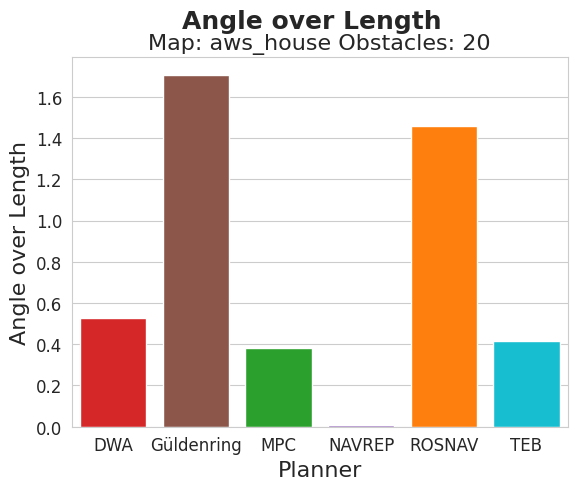 Angle over Length
Map: aws_house Obstacles: 20
Angle over Length
1.6
1.4
1.2
1.0
0.8
0.6
0.4
0.2
0.0
DWA Güldenring MPC NAVREP ROSNAV TEB
Planner